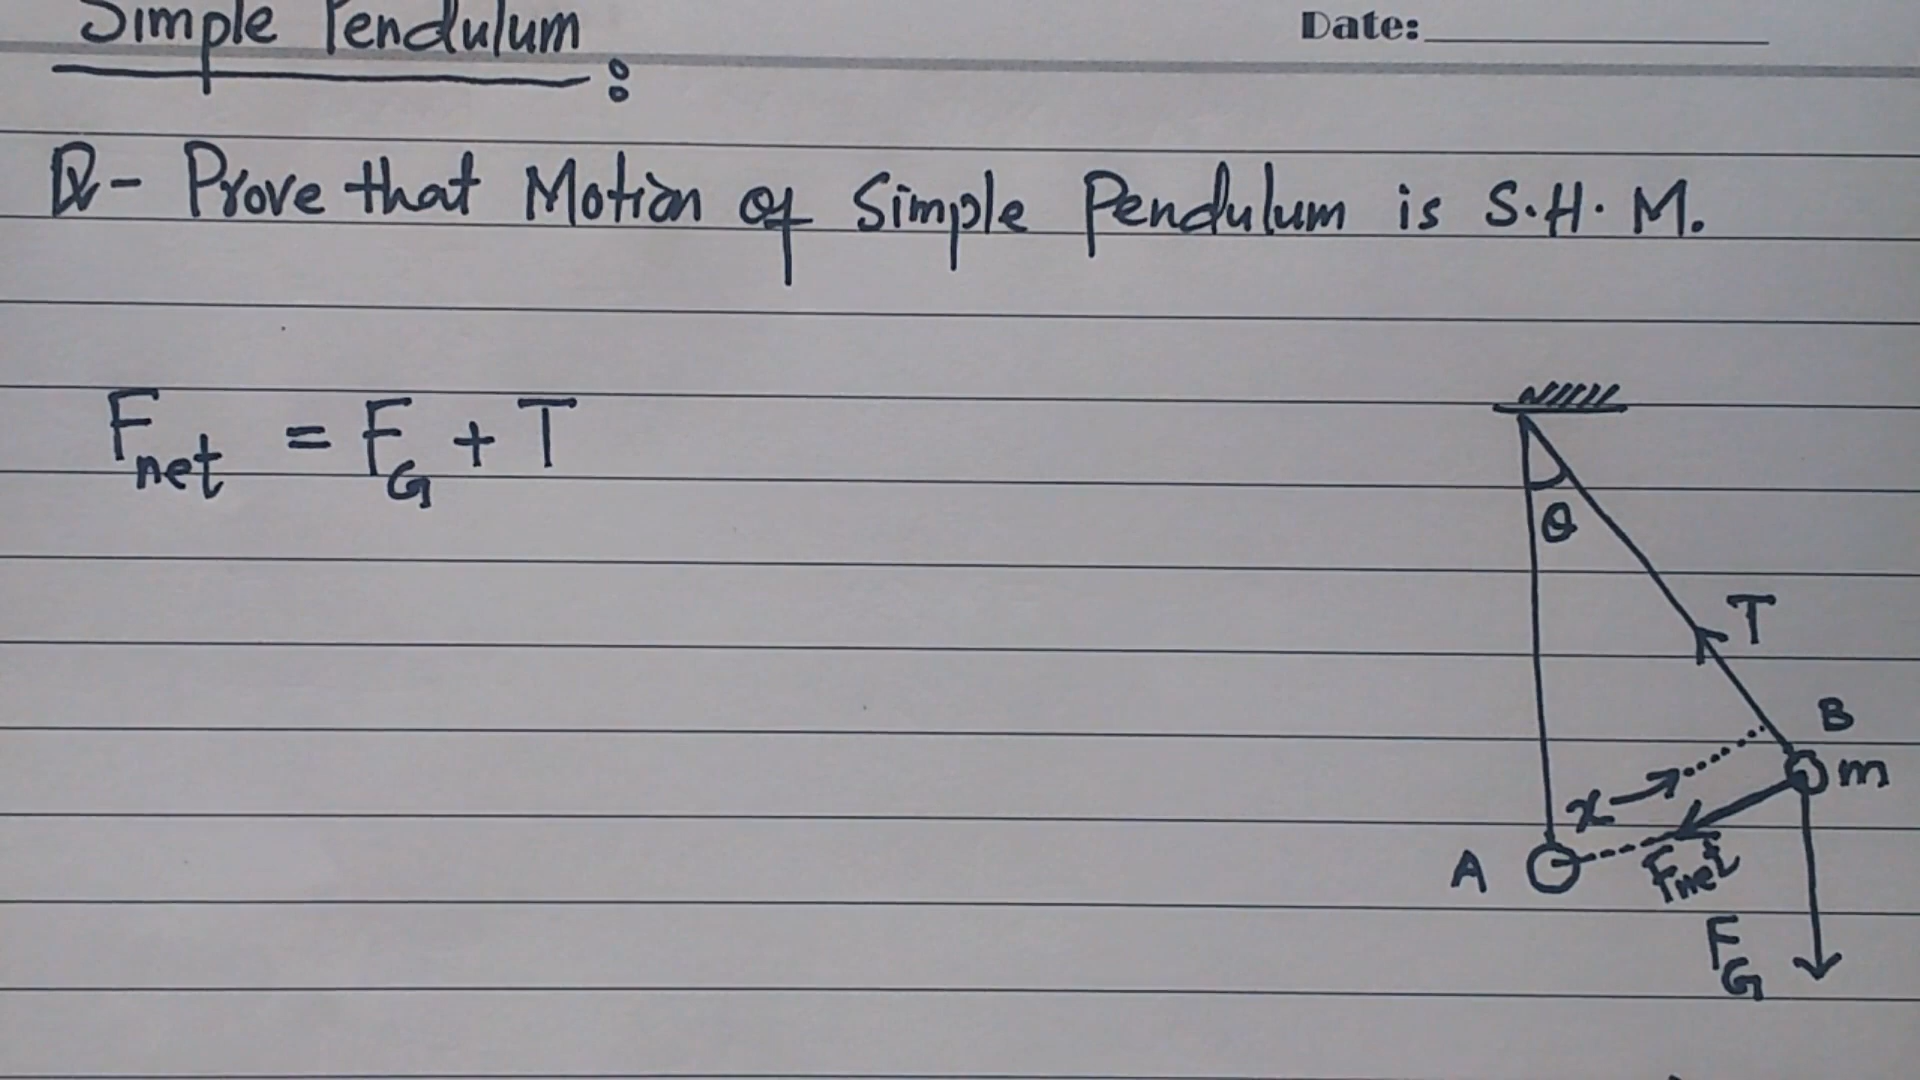 Simple Pendulum :
Date:
Q- Prove that Motion of Simple Pendulum is S.H.M.
Fnet = FG + T
θ
T
B
m
x
A
Fnet
FG